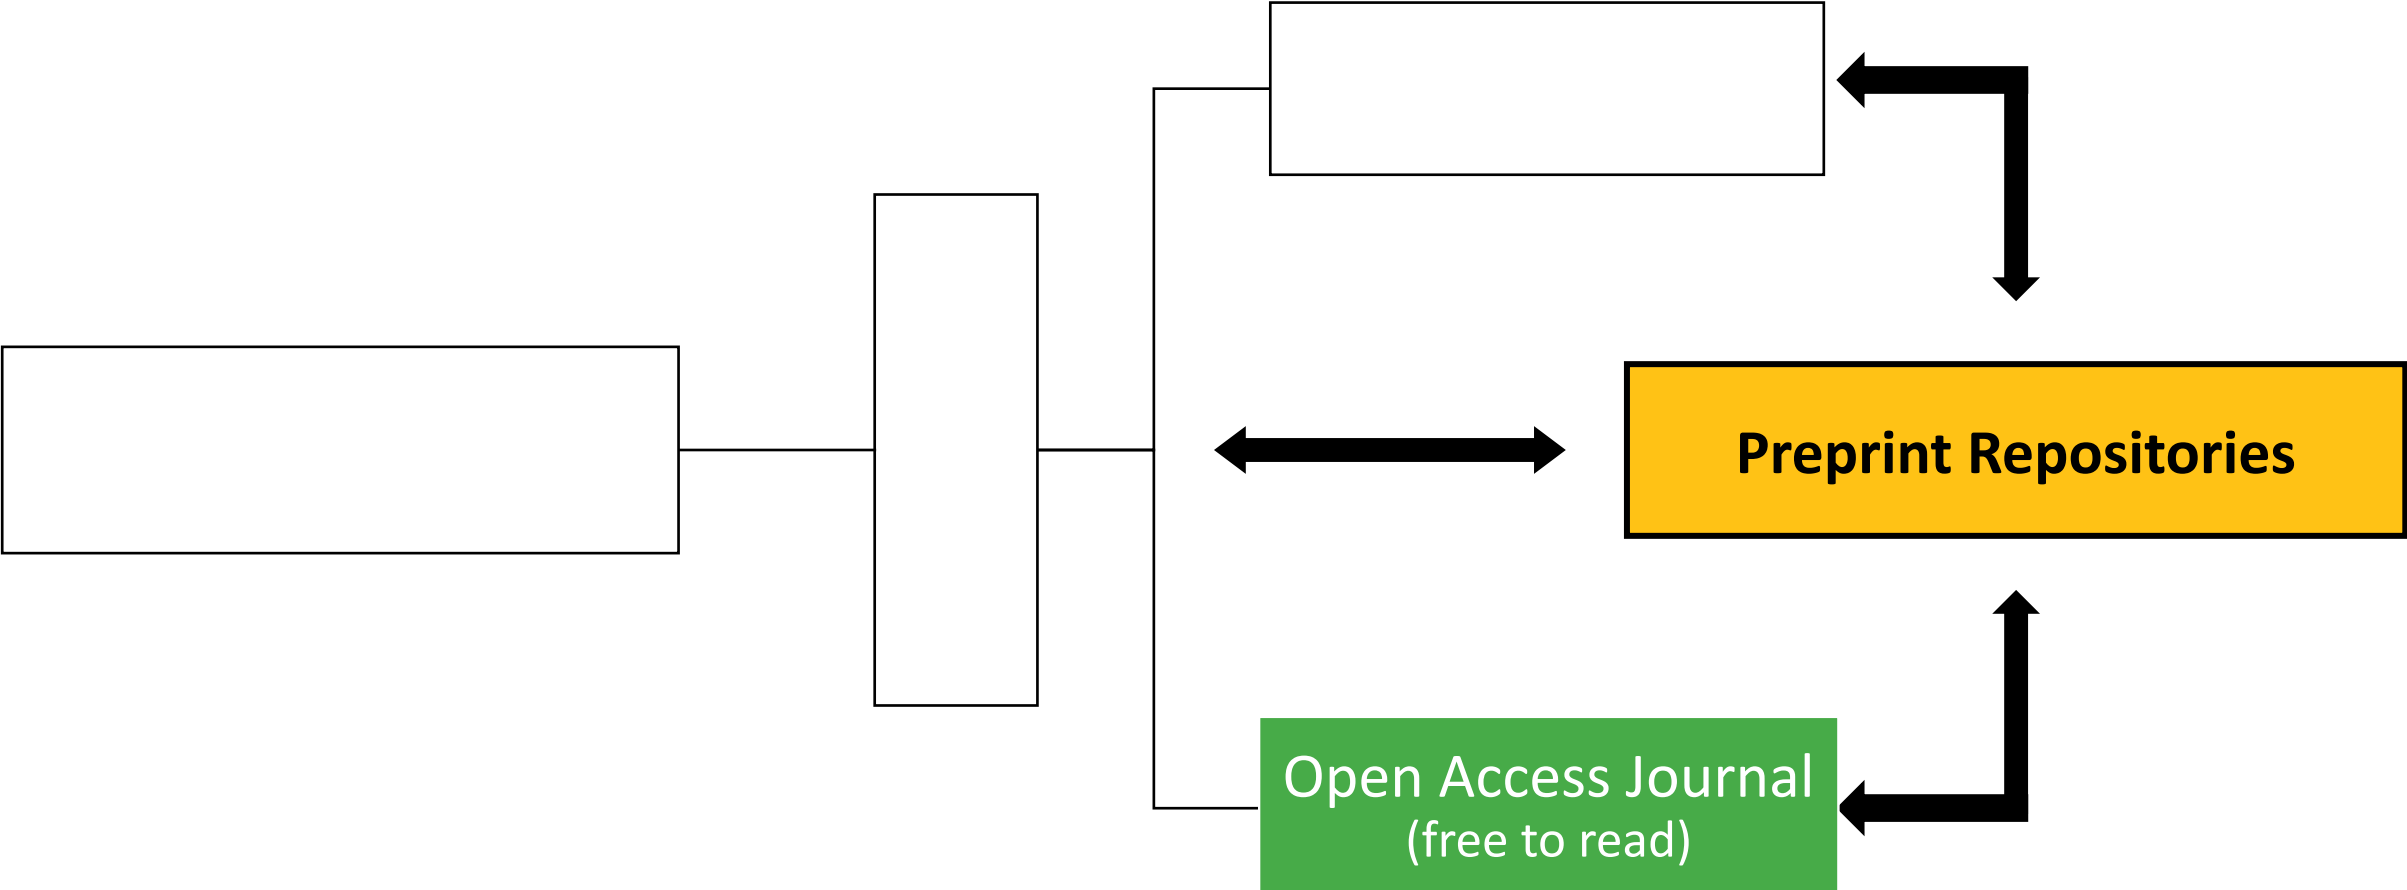 Preprint Repositories
Open Access Journal
(free to read)